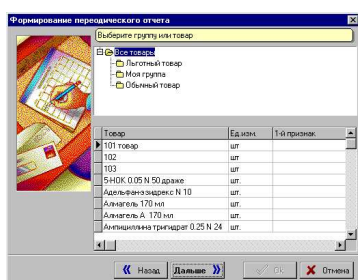 Формирование переодического отчета
Выберите группу или товар
Все товары
Льготный товар
Моя группа
Обычный товар
Товар Ед.изм. 1-й признак
101 товар шт
102 шт
103 шт
5-НОК 0.05 N 50 драже шт.
Адельфан-эзидрекс N 10 шт.
Алмагель 170 мл шт.
Алмагель А 170 мл шт.
Ампициллина тригидрат 0.25 N 24 шт.
Назад Дальше OK Отмена